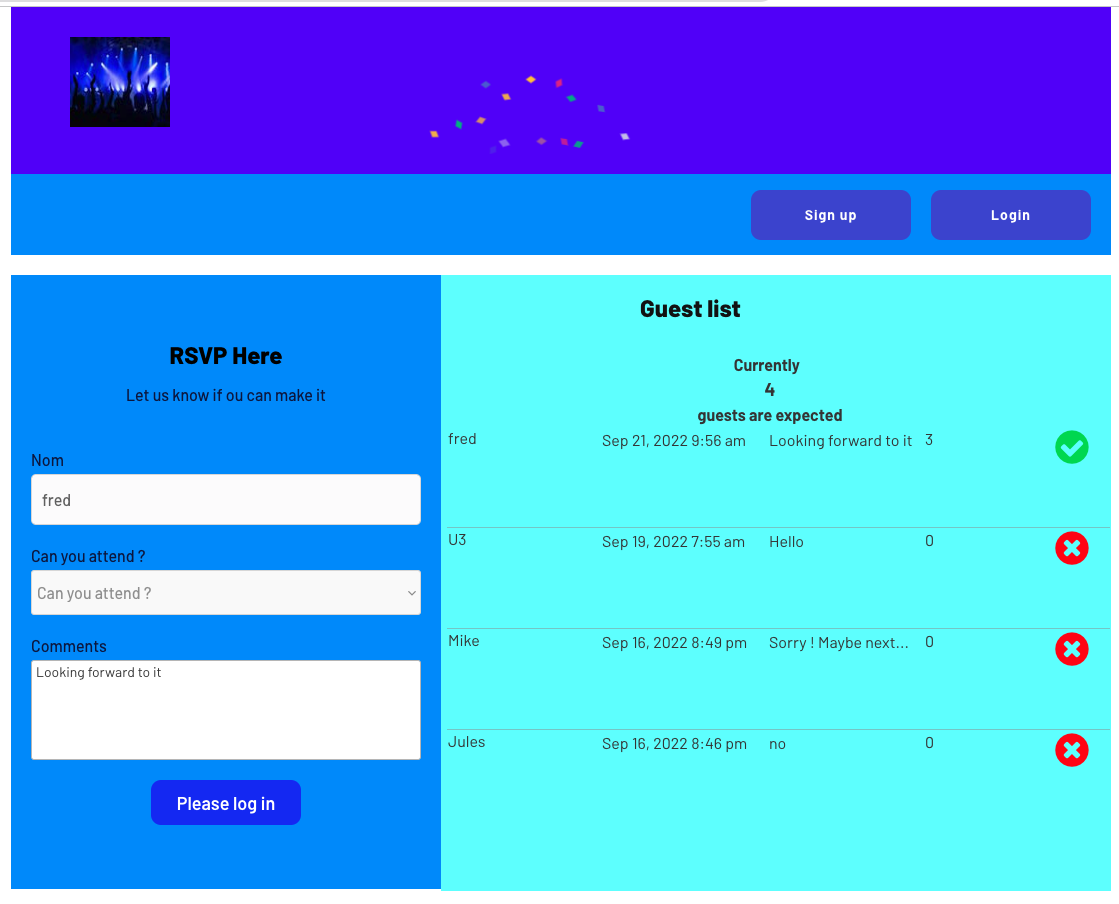 Sign up
Login
RSVP Here
Let us know if ou can make it
Nom
fred
Can you attend ?
Can you attend ?
Comments
Looking forward to it
Please log in
Guest list
Currently
4
guests are expected
fred Sep 21, 2022 9:56 am Looking forward to it 3
U3 Sep 19, 2022 7:55 am Hello 0
Mike Sep 16, 2022 8:49 pm Sorry ! Maybe next... 0
Jules Sep 16, 2022 8:46 pm no 0